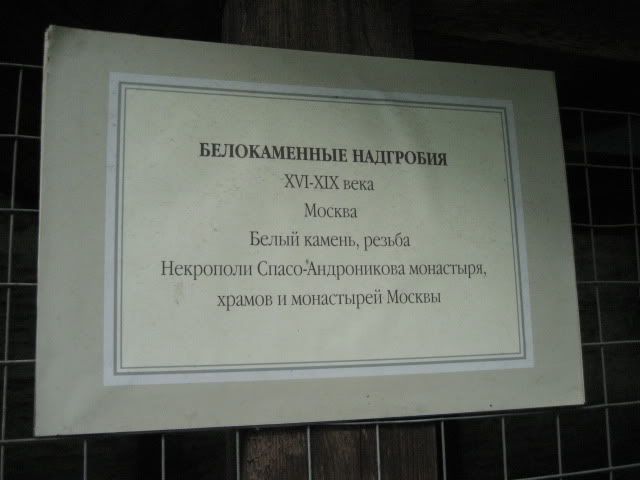 БЕЛОКАМЕННЫЕ НАДГРОБИЯ
XVI-XIX века
Москва
Белый камень, резьба
Некрополи Спасо-Андроникова монастыря,
храмов и монастырей Москвы